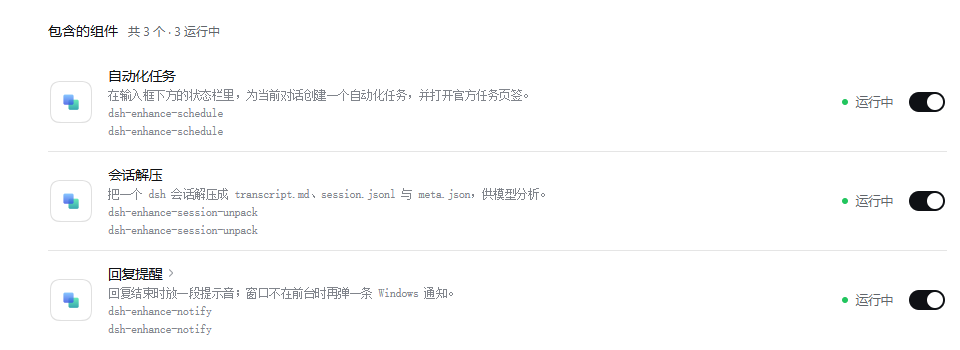 包含的组件 共 3 个 · 3 运行中
自动化任务
在输入框下方的状态栏里，为当前对话创建一个自动化任务，并打开官方任务页签。
dsh-enhance-schedule
dsh-enhance-schedule
运行中
会话解压
把一个 dsh 会话解压成 transcript.md、session.jsonl 与 meta.json，供模型分析。
dsh-enhance-session-unpack
dsh-enhance-session-unpack
运行中
回复提醒 >
回复结束时放一段提示音；窗口不在前台时再弹一条 Windows 通知。
dsh-enhance-notify
dsh-enhance-notify
运行中